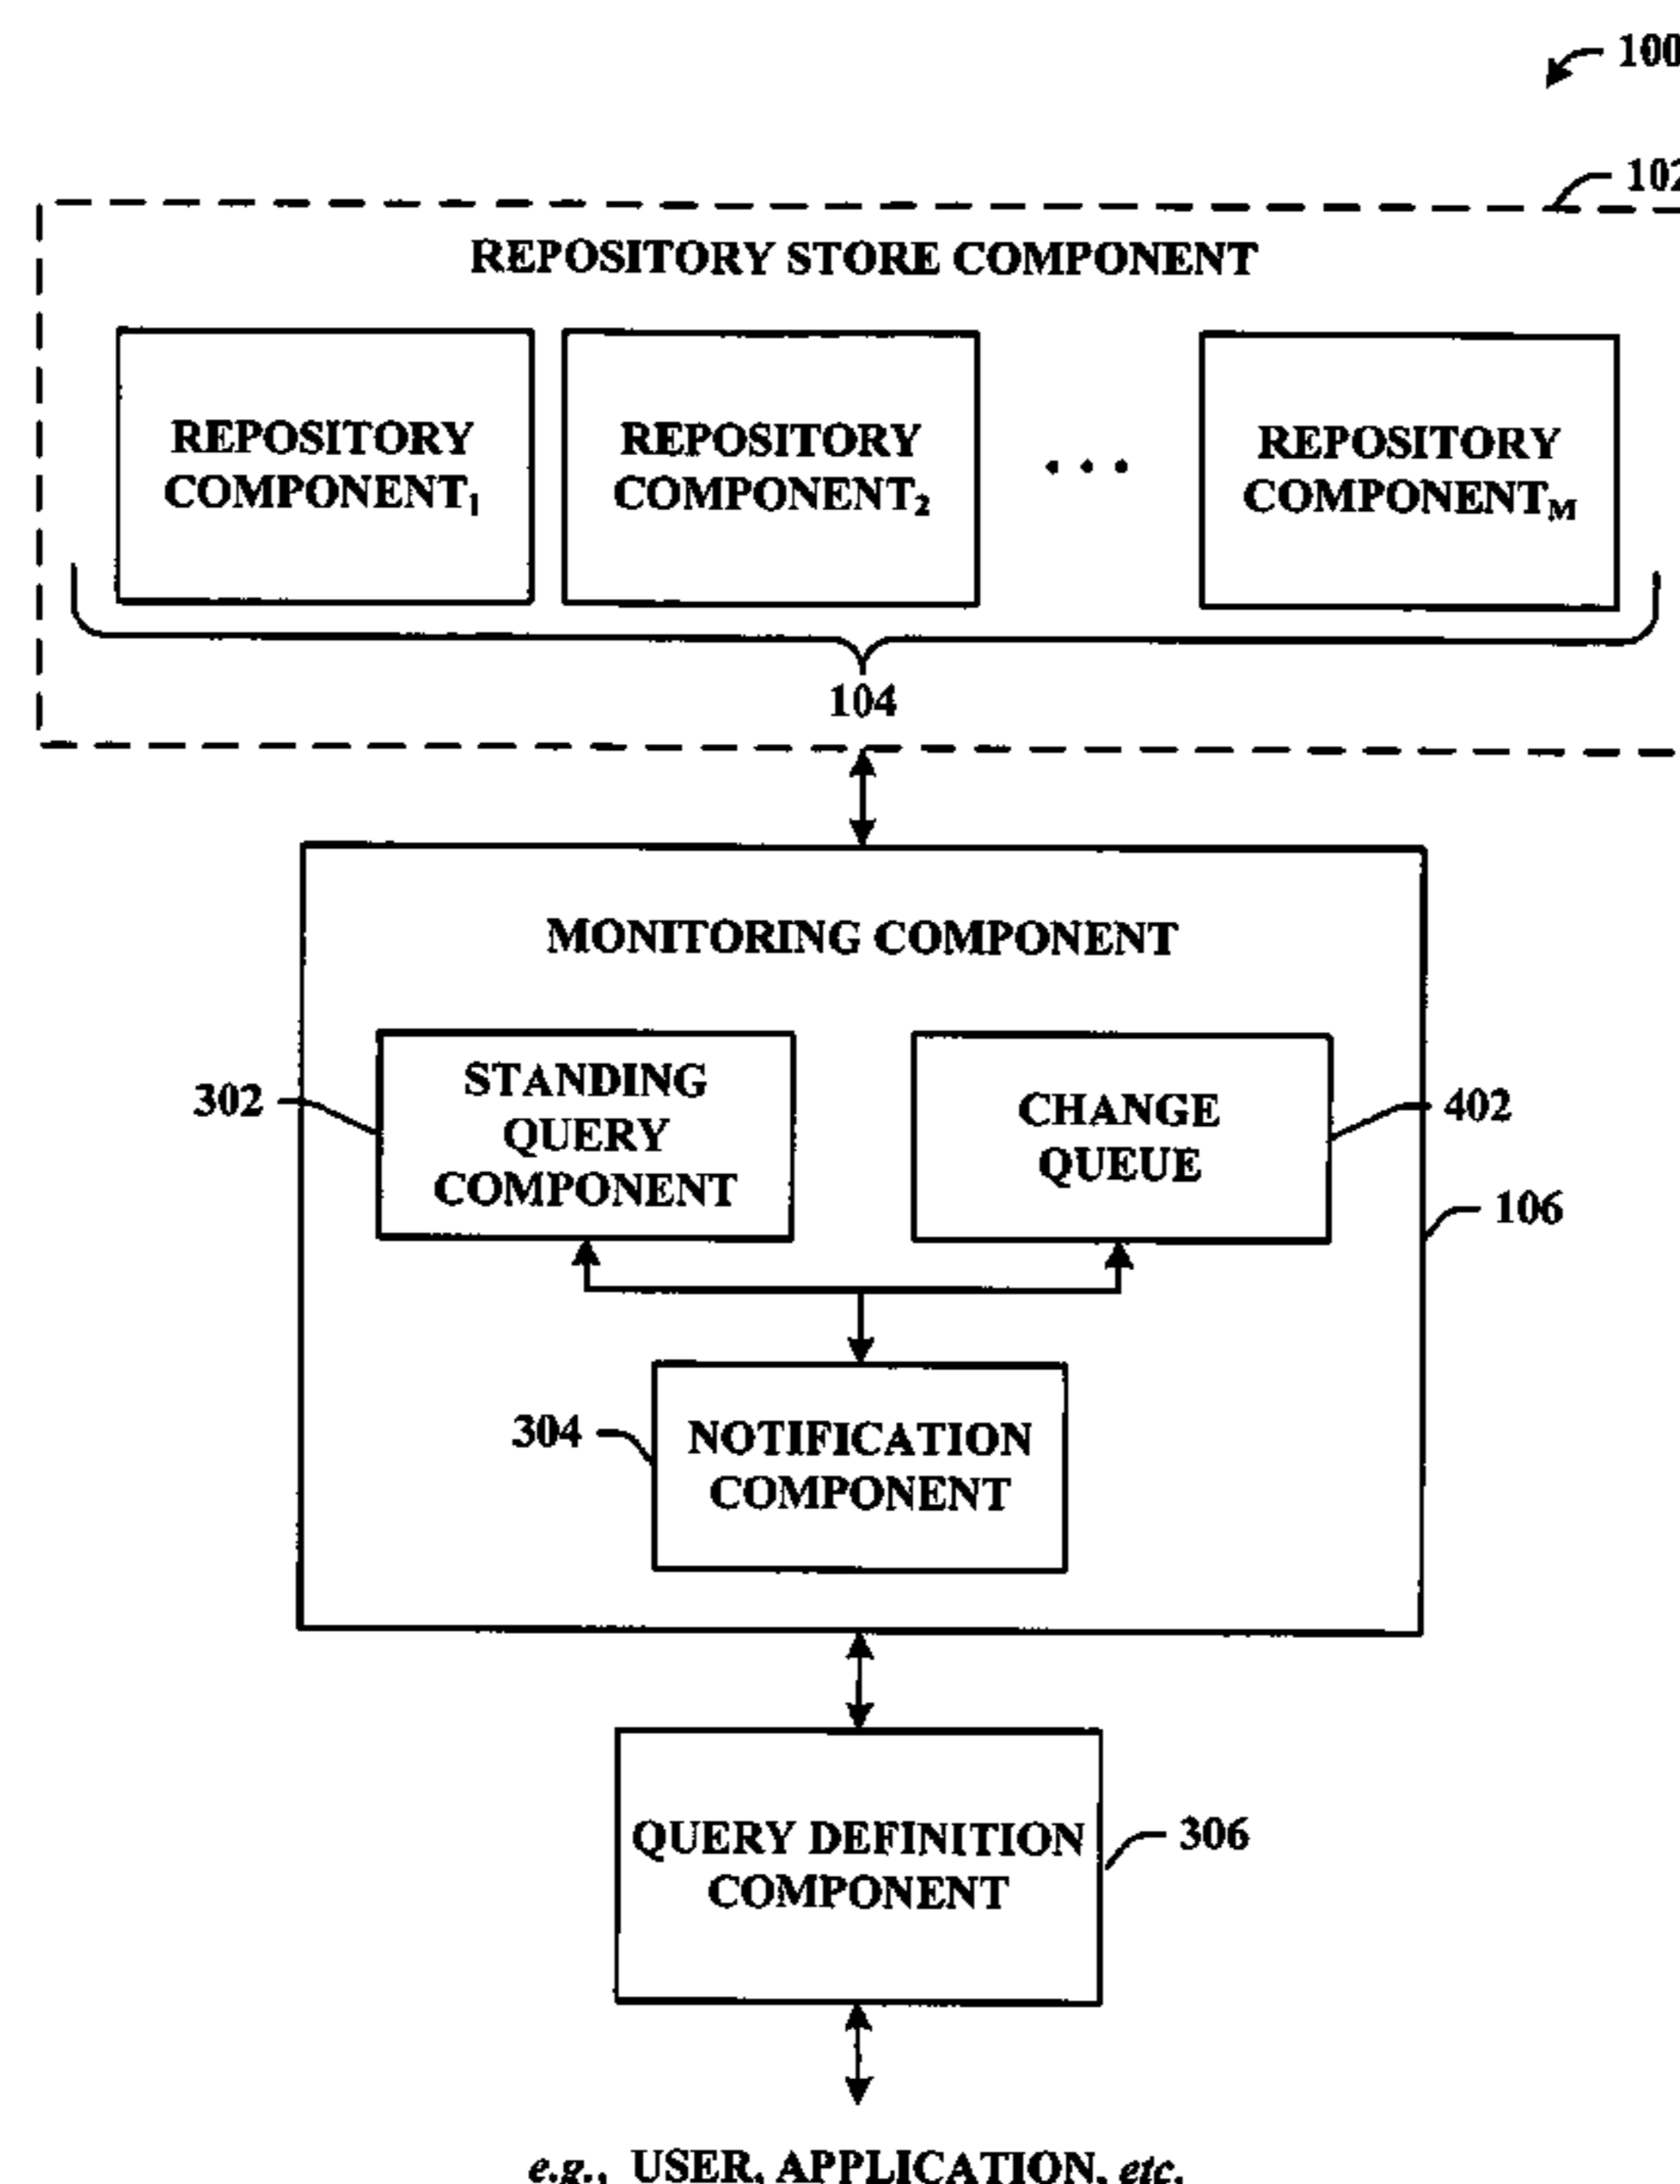 100
102
REPOSITORY STORE COMPONENT
REPOSITORY
COMPONENT1
REPOSITORY
COMPONENT2
• • •
REPOSITORY
COMPONENTM
104
MONITORING COMPONENT
302
STANDING
QUERY
COMPONENT
CHANGE
QUEUE
402
106
304
NOTIFICATION
COMPONENT
QUERY DEFINITION
COMPONENT
306
e.g., USER, APPLICATION, etc.